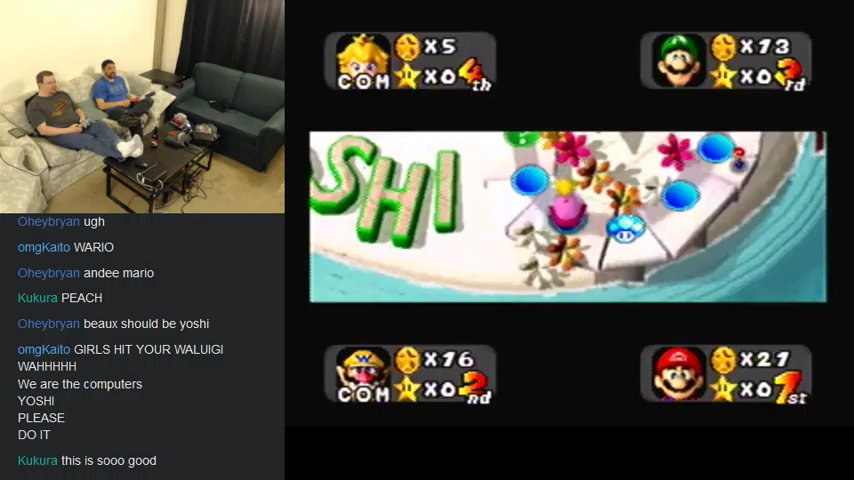 COM
X5
X0
4th
X13
X0
3rd
SHI
Oheybryan ugh
omgKaito WARIO
Oheybryan andee mario
Kukura PEACH
Oheybryan beaux should be yoshi
omgKaito GIRLS HIT YOUR WALUIGI
WAHHHHH
We are the computers
YOSHI
PLEASE
DO IT
Kukura this is sooo good
COM
X16
X0
2nd
X21
X0
1st